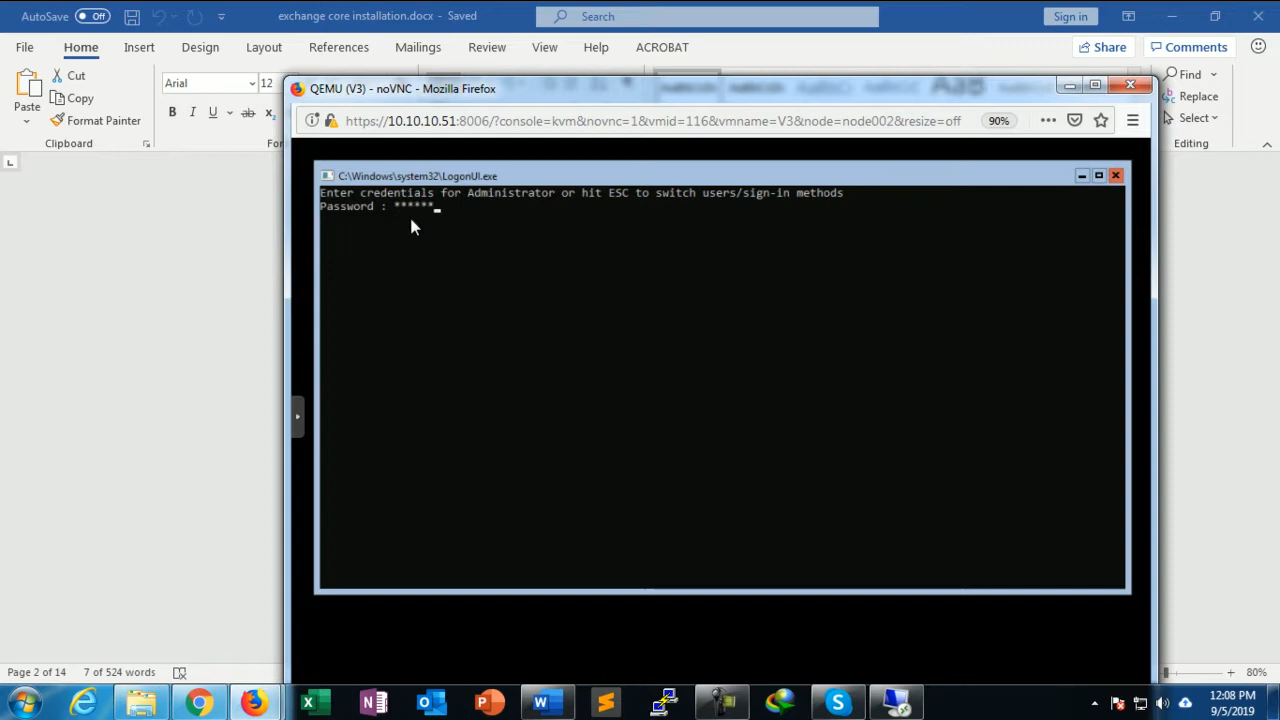 AutoSave Off exchange core installation.docx - Saved Search Sign in
File Home Insert Design Layout References Mailings Review View Help ACROBAT Share Comments
Paste Cut Copy Format Painter Clipboard
Arial 12
B I U ab x
Find
Replace
Select
Editing
QEMU (V3) - noVNC - Mozilla Firefox
https://10.10.10.51:8006/?console=kvm&novnc=1&vmid=116&vmname=V3&node=node002&resize=off 90%
C:\Windows\system32\LogonUI.exe
Enter credentials for Administrator or hit ESC to switch users/sign-in methods
Password : ******
Page 2 of 14 7 of 524 words 80%
12:08 PM
9/5/2019